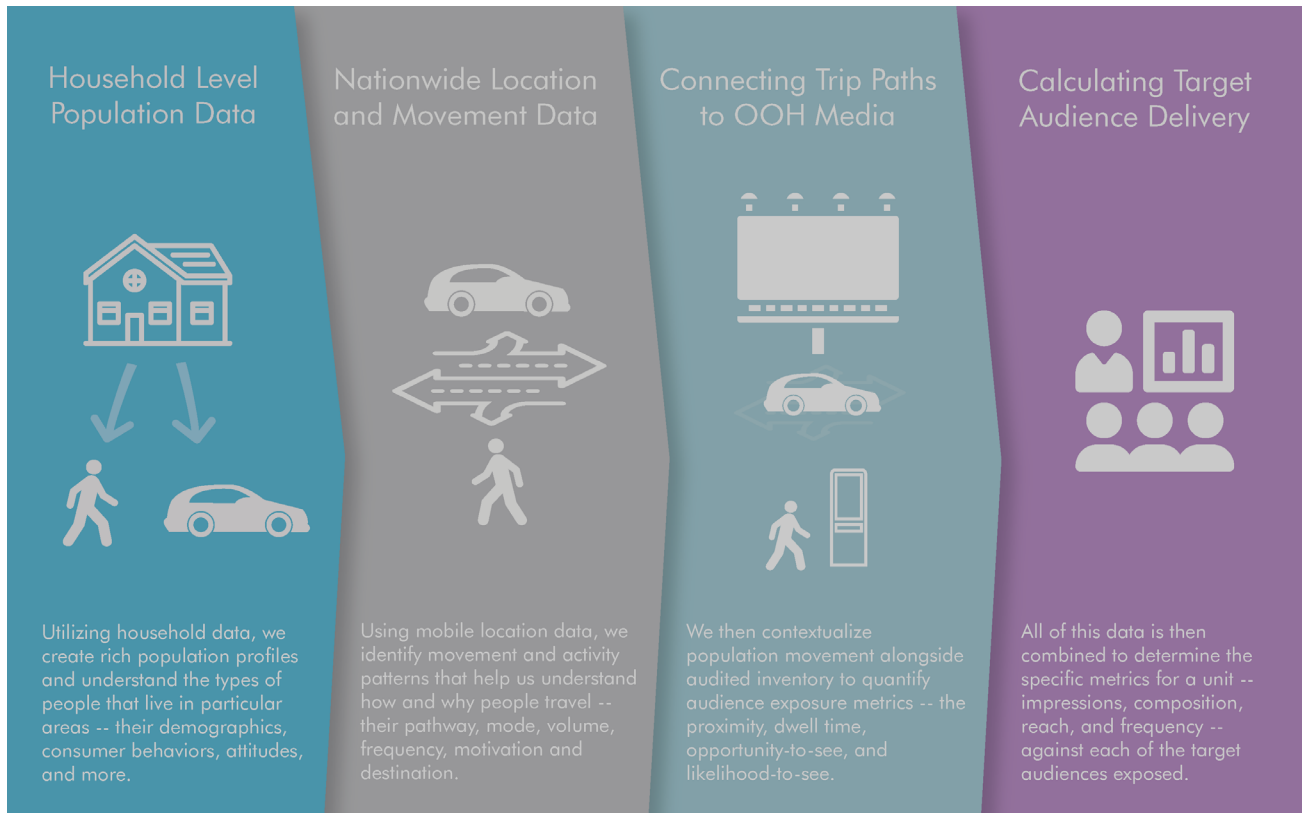 Household Level
Population Data
Utilizing household data, we
create rich population profiles
and understand the types of
people that live in particular
areas -- their demographics,
consumer behaviors, attitudes,
and more.
Nationwide Location
and Movement Data
Using mobile location data, we
identify movement and activity
patterns that help us understand
how and why people travel --
their pathway, mode, volume,
frequency, motivation and
destination.
Connecting Trip Paths
to OOH Media
We then contextualize
population movement alongside
audited inventory to quantify
audience exposure metrics -- the
proximity, dwell time,
opportunity-to-see, and
likelihood-to-see.
Calculating Target
Audience Delivery
All of this data is then
combined to determine the
specific metrics for a unit --
impressions, composition,
reach, and frequency --
against each of the target
audiences exposed.